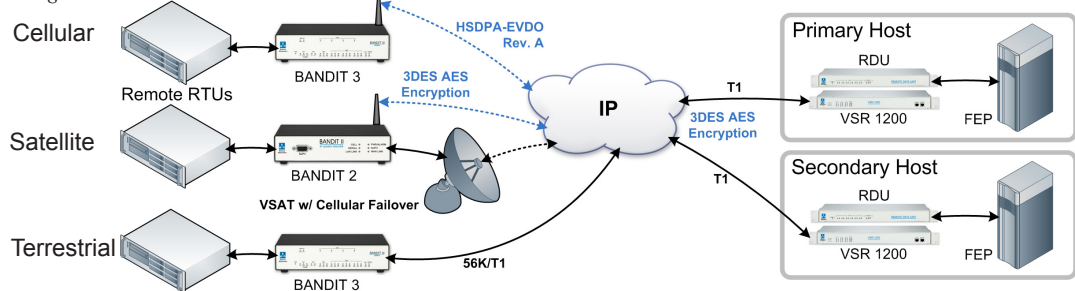 Cellular
HSDPA-EVDO
Rev. A
BANDIT 3
Remote RTUs
3DES AES
Encryption
IP
T1
Primary Host
RDU
VSR 1200
FEP
Satellite
BANDIT II
BANDIT 2
VSAT w/ Cellular Failover
3DES AES
Encryption
T1
Secondary Host
RDU
VSR 1200
FEP
Terrestrial
BANDIT 3
56K/T1